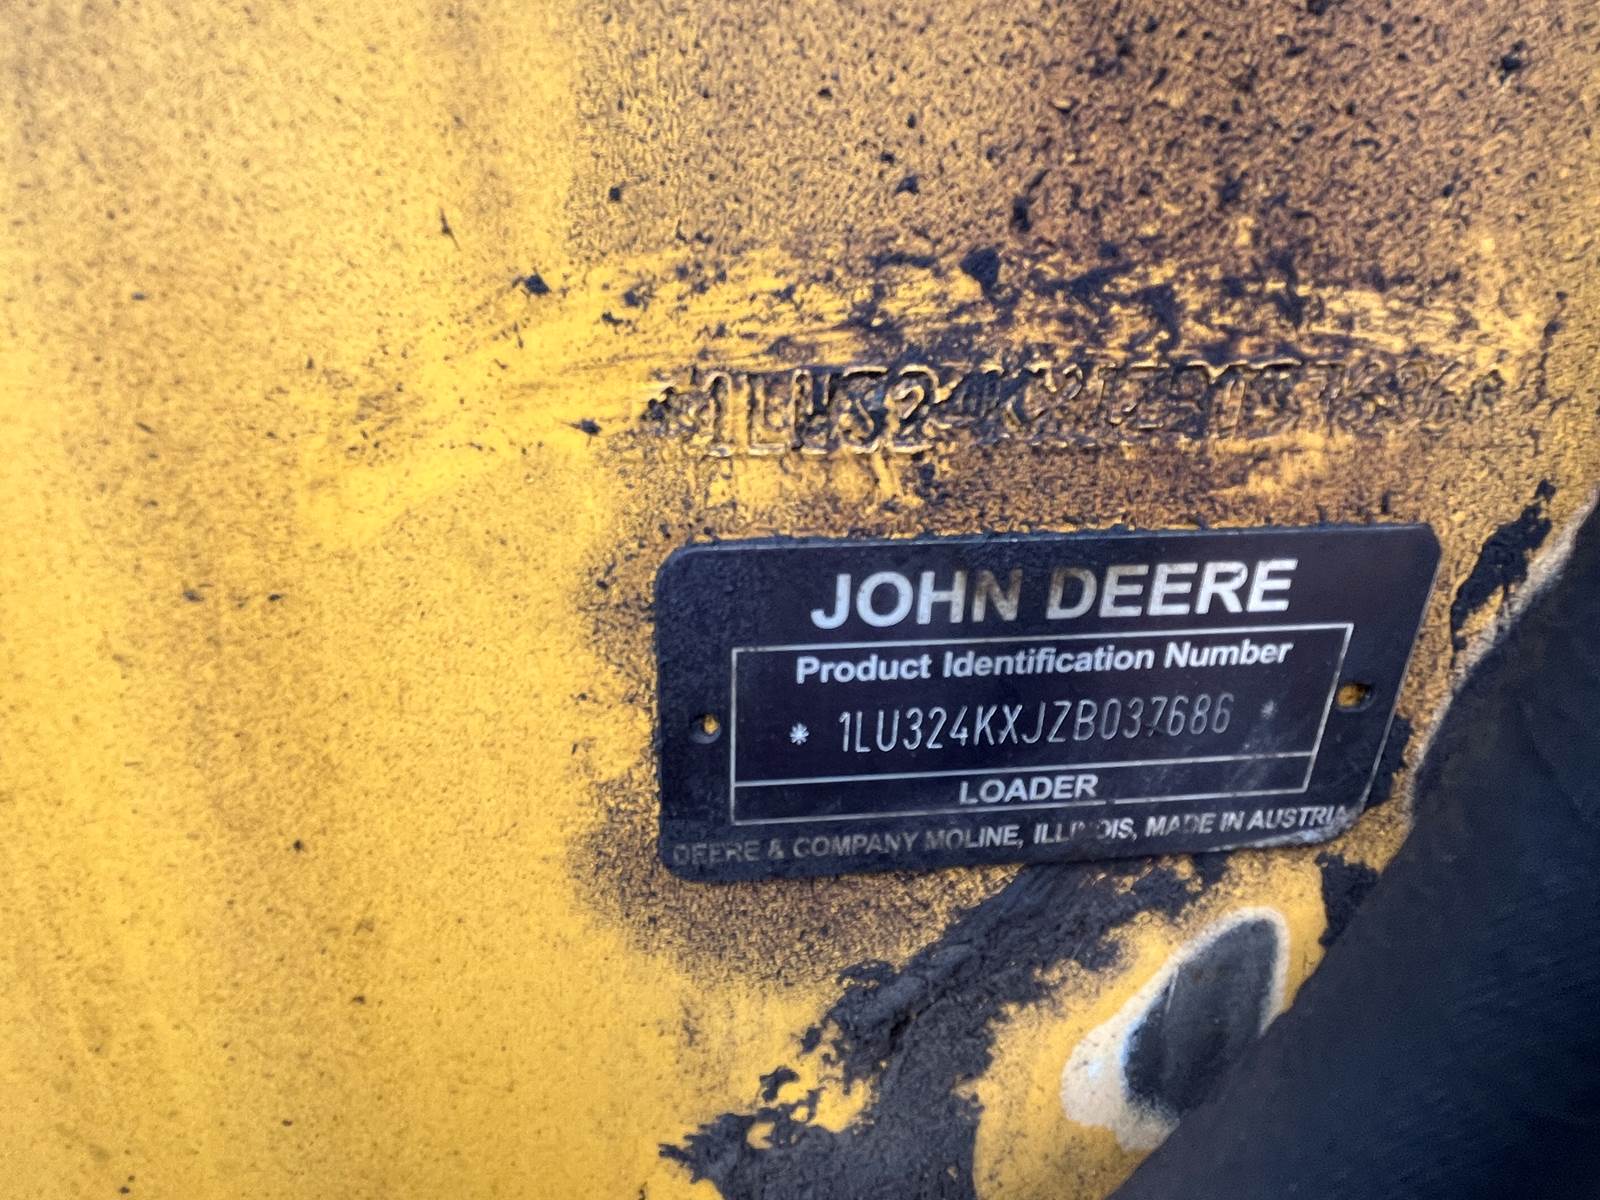 JOHN DEERE
Product Identification Number
* 1LU324KXJZB037686 *
LOADER
DEERE & COMPANY MOLINE, ILLINOIS, MADE IN AUSTRIA